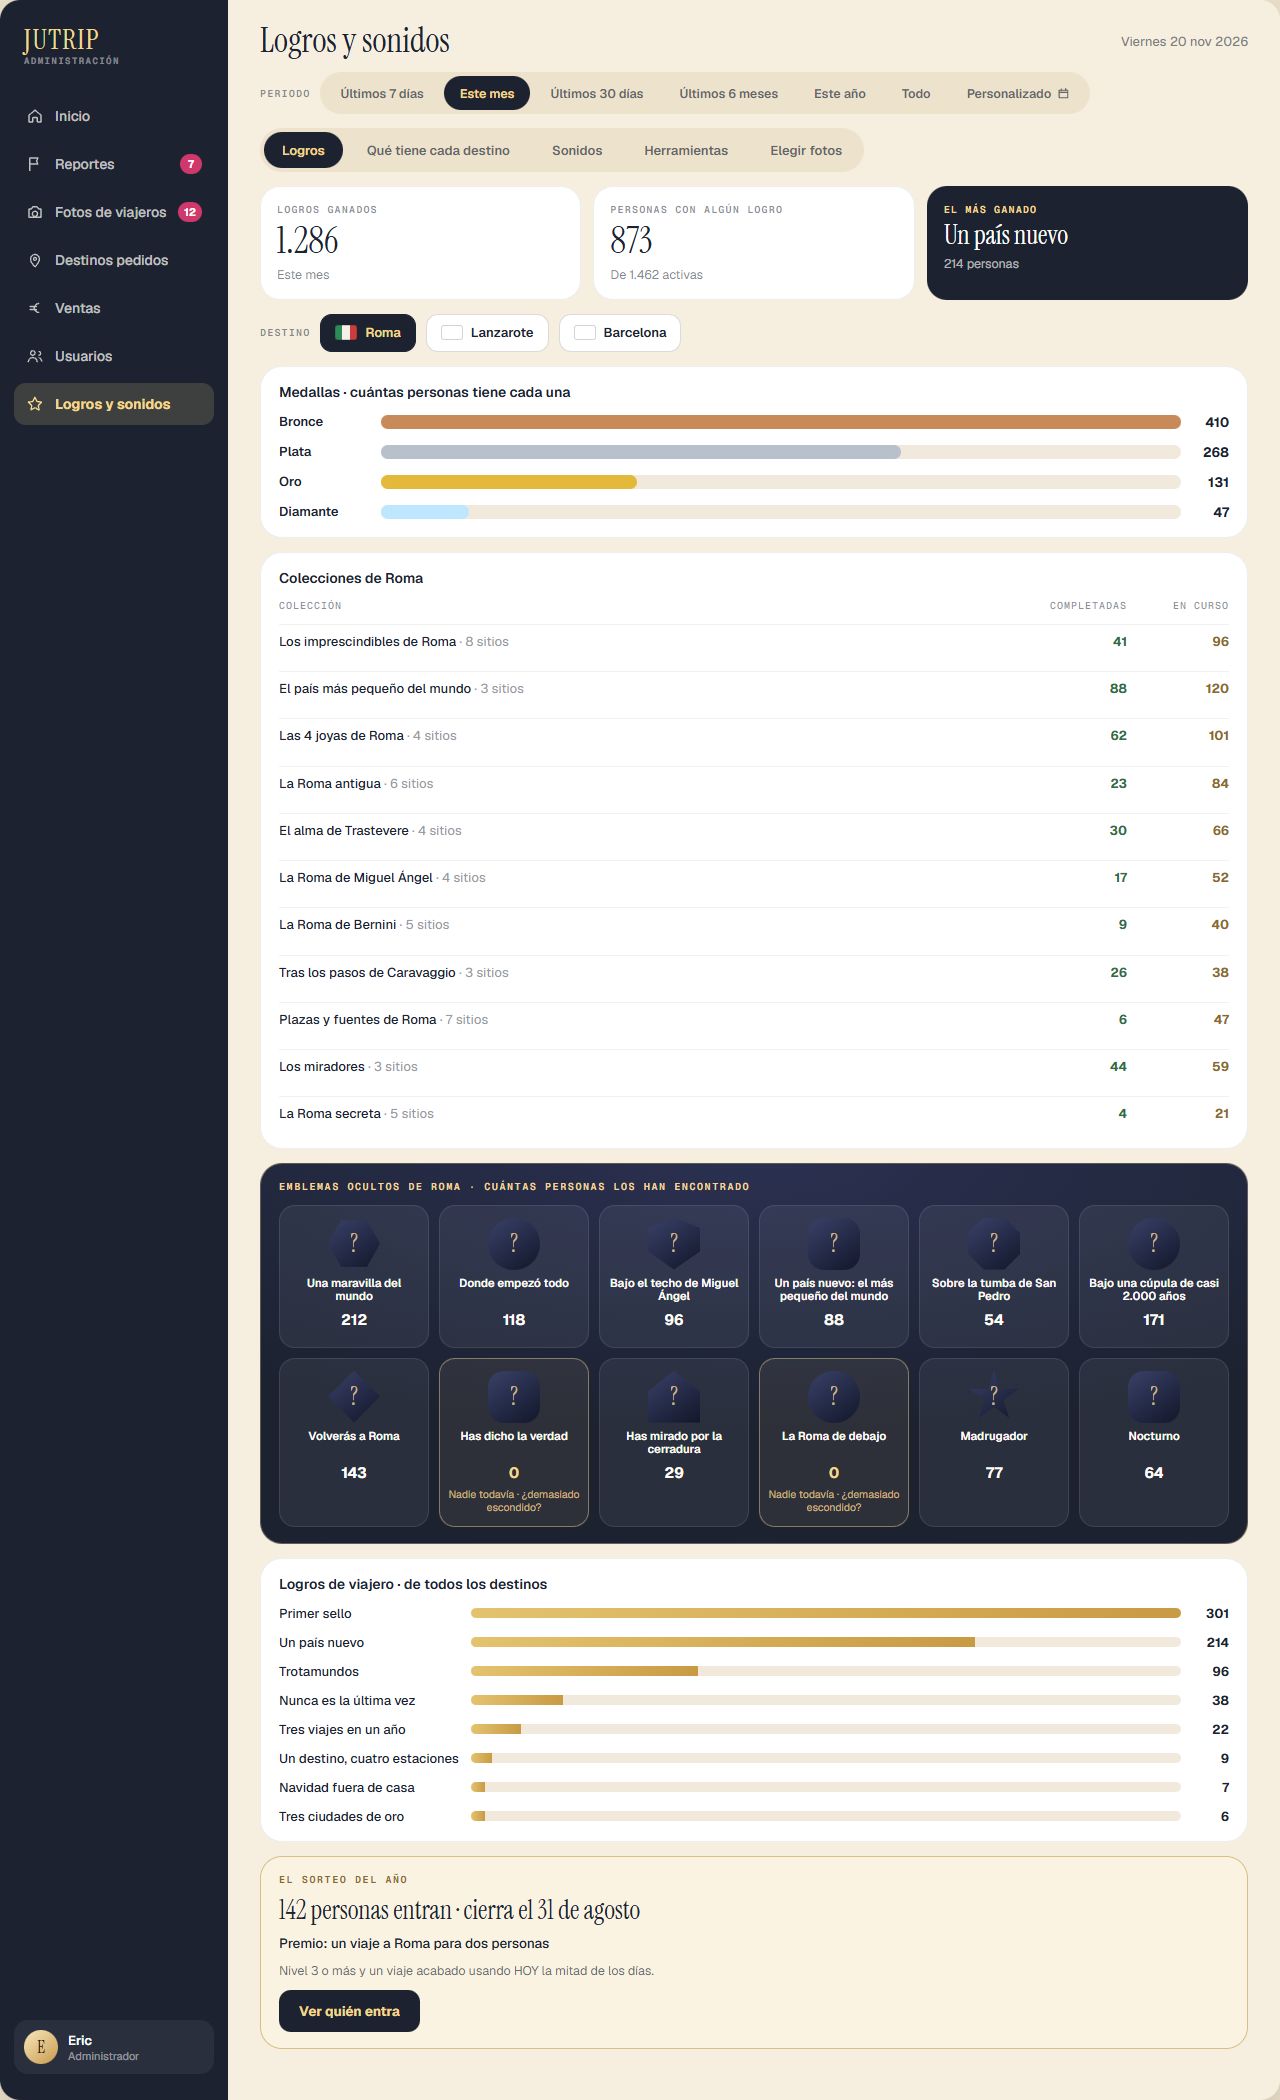 JUTRIP
ADMINISTRACIÓN
Inicio
Reportes 7
Fotos de viajeros 12
Destinos pedidos
Ventas
Usuarios
Logros y sonidos
E
Eric
Administrador
Logros y sonidos
Viernes 20 nov 2026
PERIODO Últimos 7 días Este mes Últimos 30 días Últimos 6 meses Este año Todo Personalizado
Logros Qué tiene cada destino Sonidos Herramientas Elegir fotos
LOGROS GANADOS
1.286
Este mes
PERSONAS CON ALGÚN LOGRO
873
De 1.462 activas
EL MÁS GANADO
Un país nuevo
214 personas
DESTINO Roma Lanzarote Barcelona
Medallas · cuántas personas tiene cada una
Bronce 410
Plata 268
Oro 131
Diamante 47
Colecciones de Roma
COLECCIÓN COMPLETADAS EN CURSO
Los imprescindibles de Roma · 8 sitios 41 96
El país más pequeño del mundo · 3 sitios 88 120
Las 4 joyas de Roma · 4 sitios 62 101
La Roma antigua · 6 sitios 23 84
El alma de Trastevere · 4 sitios 30 66
La Roma de Miguel Ángel · 4 sitios 17 52
La Roma de Bernini · 5 sitios 9 40
Tras los pasos de Caravaggio · 3 sitios 26 38
Plazas y fuentes de Roma · 7 sitios 6 47
Los miradores · 3 sitios 44 59
La Roma secreta · 5 sitios 4 21
EMBLEMAS OCULTOS DE ROMA · CUÁNTAS PERSONAS LOS HAN ENCONTRADO
?
Una maravilla del
mundo
212
?
Donde empezó todo
118
?
Bajo el techo de Miguel
Ángel
96
?
Un país nuevo: el más
pequeño del mundo
88
?
Sobre la tumba de San
Pedro
54
?
Bajo una cúpula de casi
2.000 años
171
?
Volverás a Roma
143
?
Has dicho la verdad
0
Nadie todavía · ¿demasiado
escondido?
?
Has mirado por la
cerradura
29
?
La Roma de debajo
0
Nadie todavía · ¿demasiado
escondido?
?
Madrugador
77
?
Nocturno
64
Logros de viajero · de todos los destinos
Primer sello 301
Un país nuevo 214
Trotamundos 96
Nunca es la última vez 38
Tres viajes en un año 22
Un destino, cuatro estaciones 9
Navidad fuera de casa 7
Tres ciudades de oro 6
EL SORTEO DEL AÑO
142 personas entran · cierra el 31 de agosto
Premio: un viaje a Roma para dos personas
Nivel 3 o más y un viaje acabado usando HOY la mitad de los días.
Ver quién entra